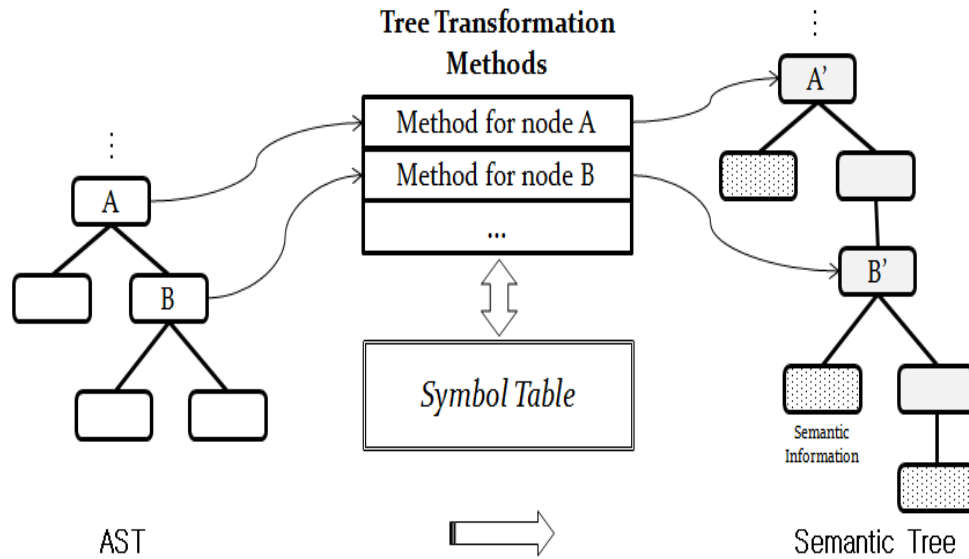 Tree Transformation
Methods
Method for node A
Method for node B
...
Symbol Table
A
B
AST
A'
B'
Semantic
Information
Semantic Tree